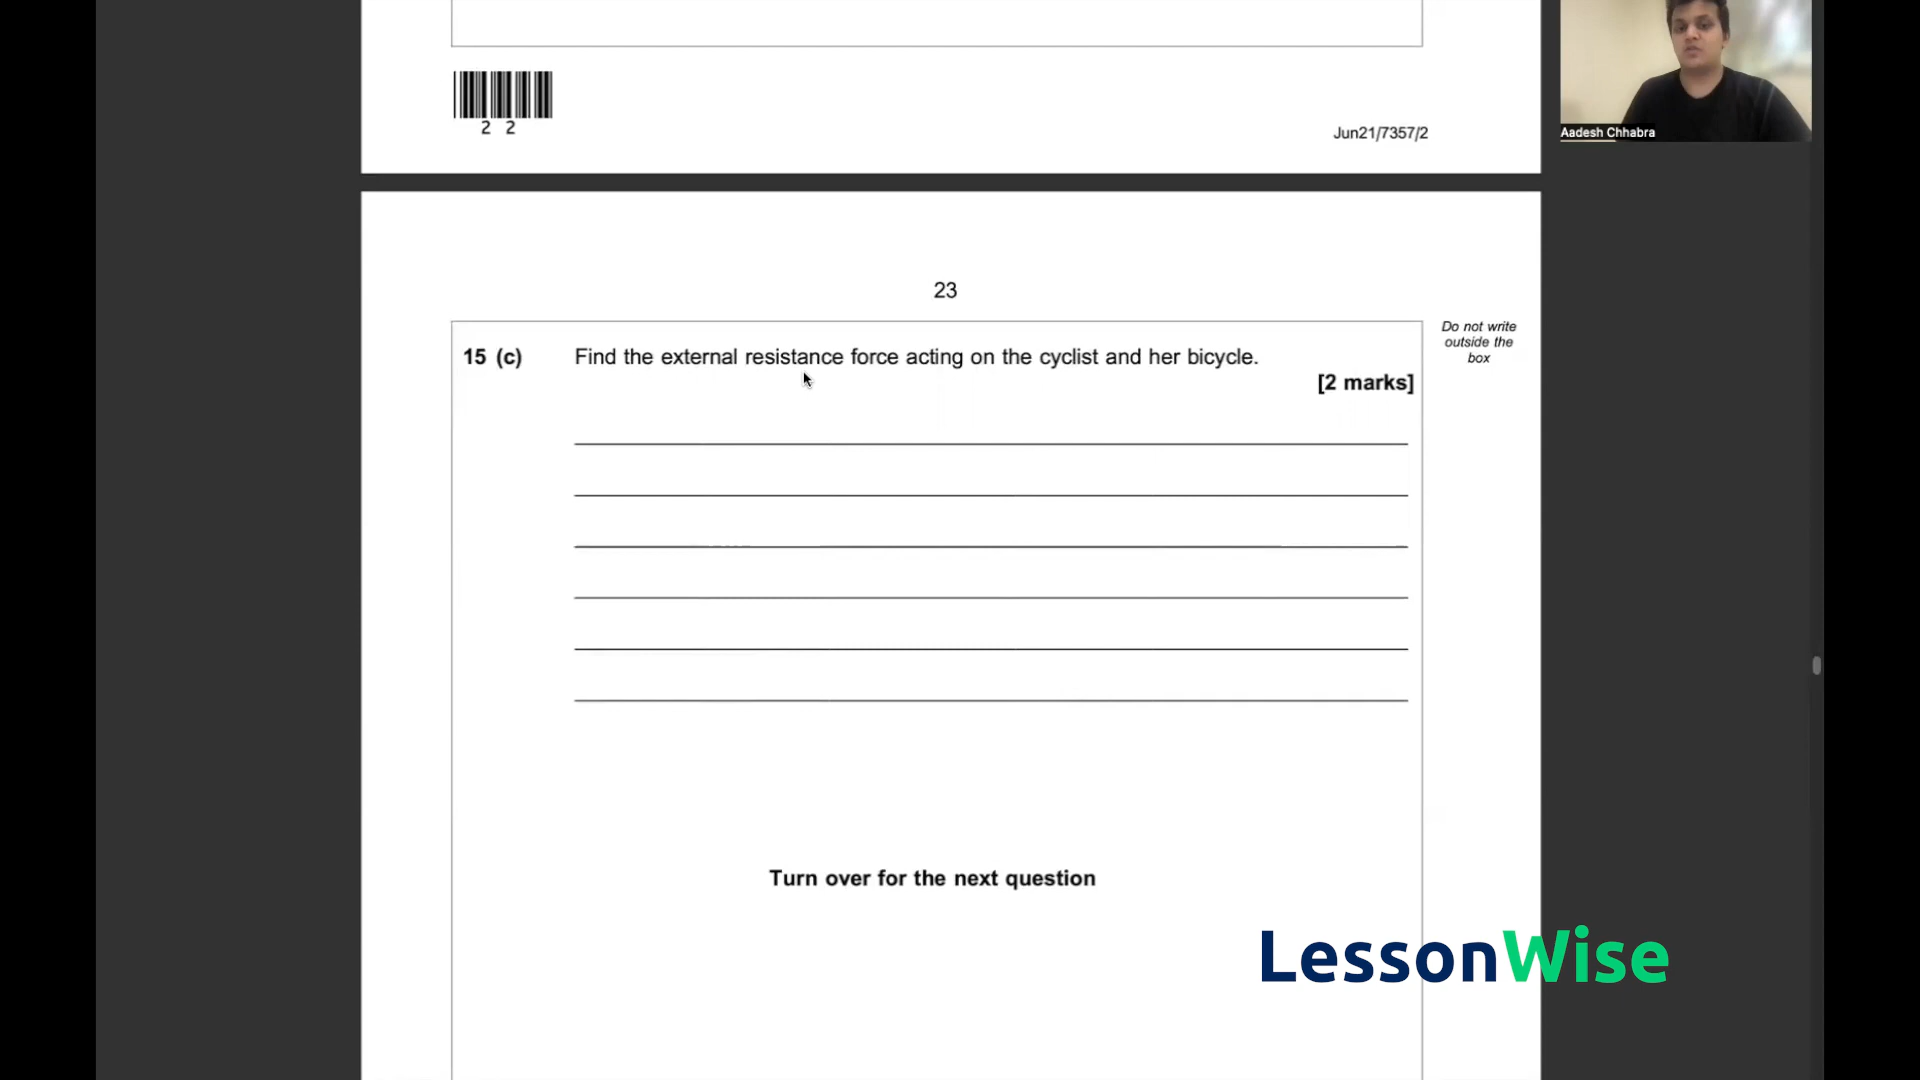 2 2
Jun21/7357/2
Aadesh Chhabra
23
Do not write
outside the
box
15 (c) Find the external resistance force acting on the cyclist and her bicycle.
[2 marks]
Turn over for the next question
LessonWise